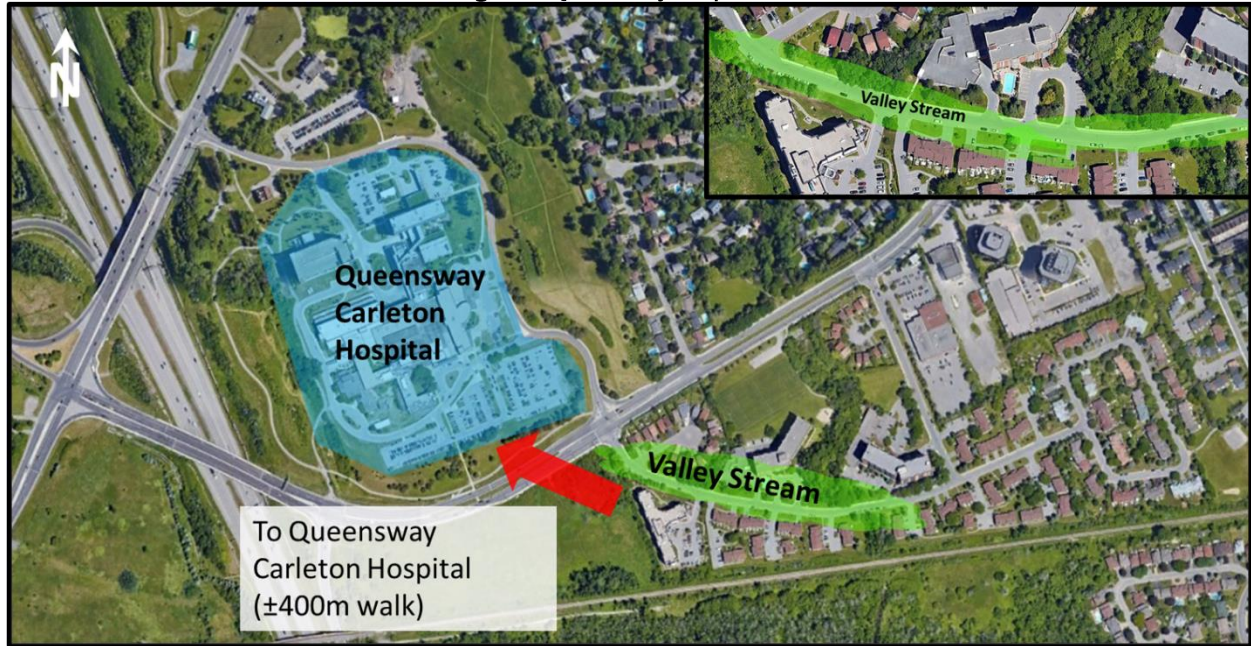 N
Valley Stream
Queensway
Carleton
Hospital
Valley Stream
To Queensway
Carleton Hospital
(±400m walk)